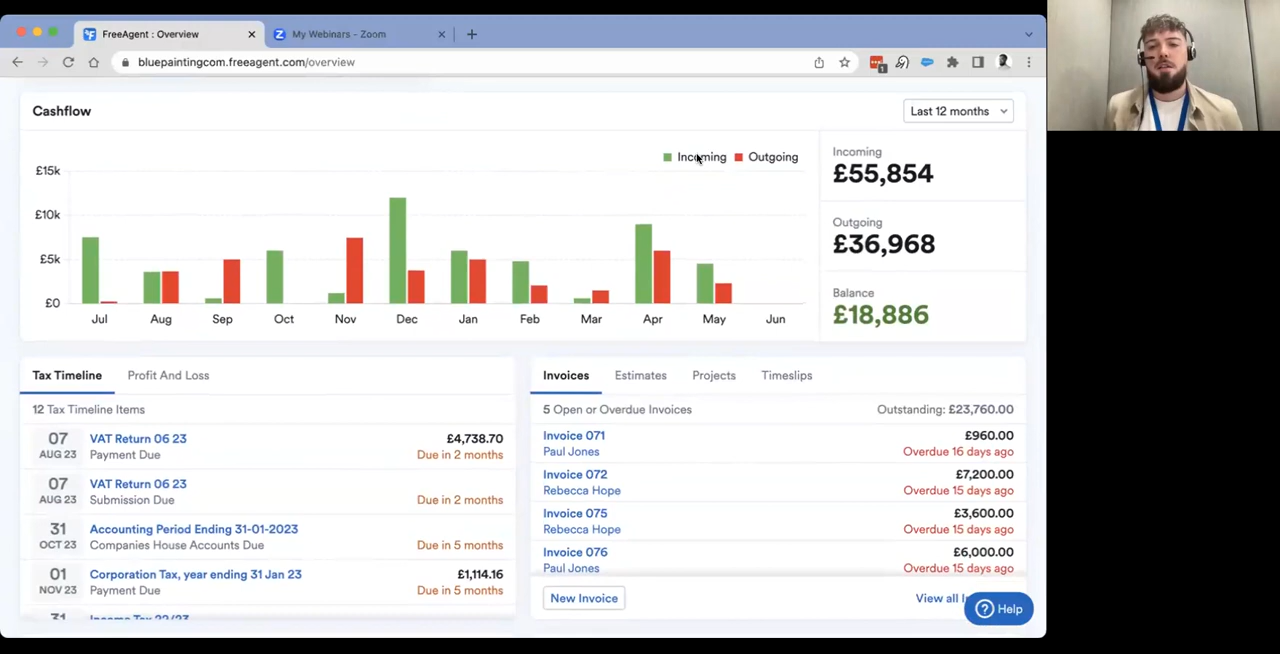 FreeAgent : Overview
My Webinars - Zoom
bluepaintingcom.freeagent.com/overview
1
Cashflow
Last 12 months
Incoming
Outgoing
£15k
£10k
£5k
£0
Jul
Aug
Sep
Oct
Nov
Dec
Jan
Feb
Mar
Apr
May
Jun
Incoming
£55,854
Outgoing
£36,968
Balance
£18,886
Tax Timeline
Profit And Loss
12 Tax Timeline Items
07 VAT Return 06 23 £4,738.70
AUG 23 Payment Due Due in 2 months
07 VAT Return 06 23
AUG 23 Submission Due Due in 2 months
31 Accounting Period Ending 31-01-2023
OCT 23 Companies House Accounts Due Due in 5 months
01 Corporation Tax, year ending 31 Jan 23 £1,114.16
NOV 23 Payment Due Due in 5 months
31 Income Tax 22/23
Invoices
Estimates
Projects
Timeslips
5 Open or Overdue Invoices Outstanding: £23,760.00
Invoice 071 £960.00
Paul Jones Overdue 16 days ago
Invoice 072 £7,200.00
Rebecca Hope Overdue 15 days ago
Invoice 075 £3,600.00
Rebecca Hope Overdue 15 days ago
Invoice 076 £6,000.00
Paul Jones Overdue 15 days ago
New Invoice
View all
Help